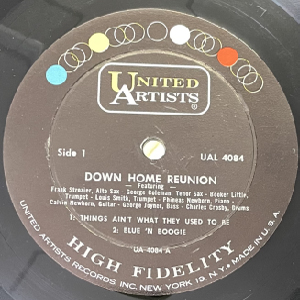 UNITED
ARTISTS
Side 1
UAL 4084
DOWN HOME REUNION
- Featuring -
Frank Strozier, Alto Sax - George Coleman Tenor Sax - Booker Little,
Trumpet - Louis Smith, Trumpet - Phineas Newborn, Piano -
Calvin Newborn, Guitar - George Joyner, Bass - Charles Crosby, Drums
1: THINGS AIN'T WHAT THEY USED TO BE
2: BLUE 'N BOOGIE
UA-4084 A
HIGH FIDELITY
UNITED ARTISTS RECORDS INC. NEW YORK 19, N.Y. MADE IN U.S.A.